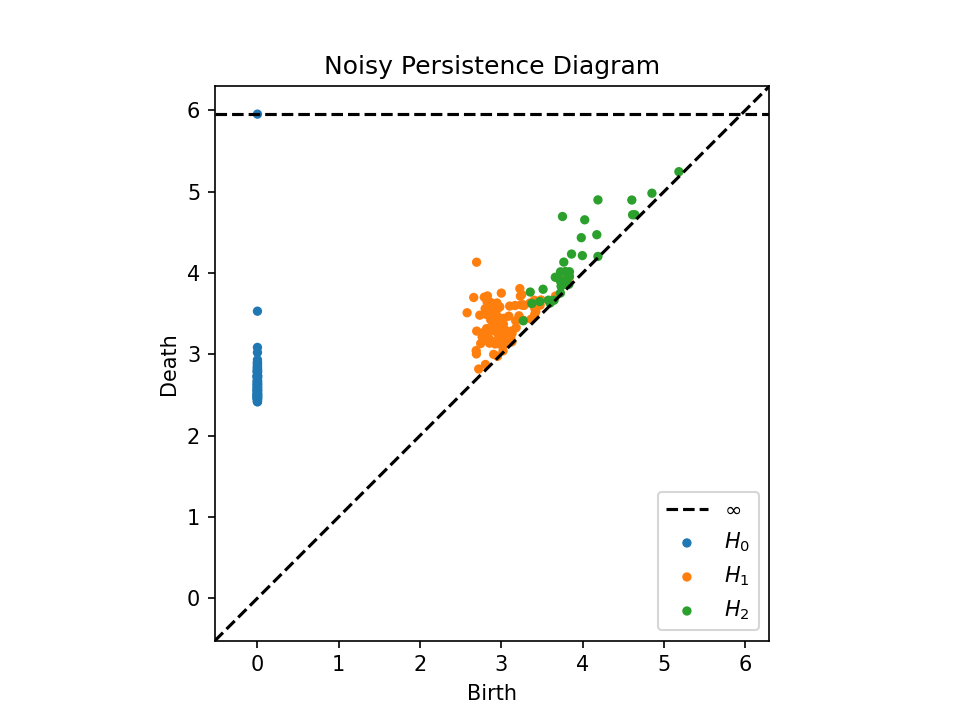 Noisy Persistence Diagram
6
5
4
3
2
1
0
Death
0 1 2 3 4 5 6
Birth
∞
H₀
H₁
H₂